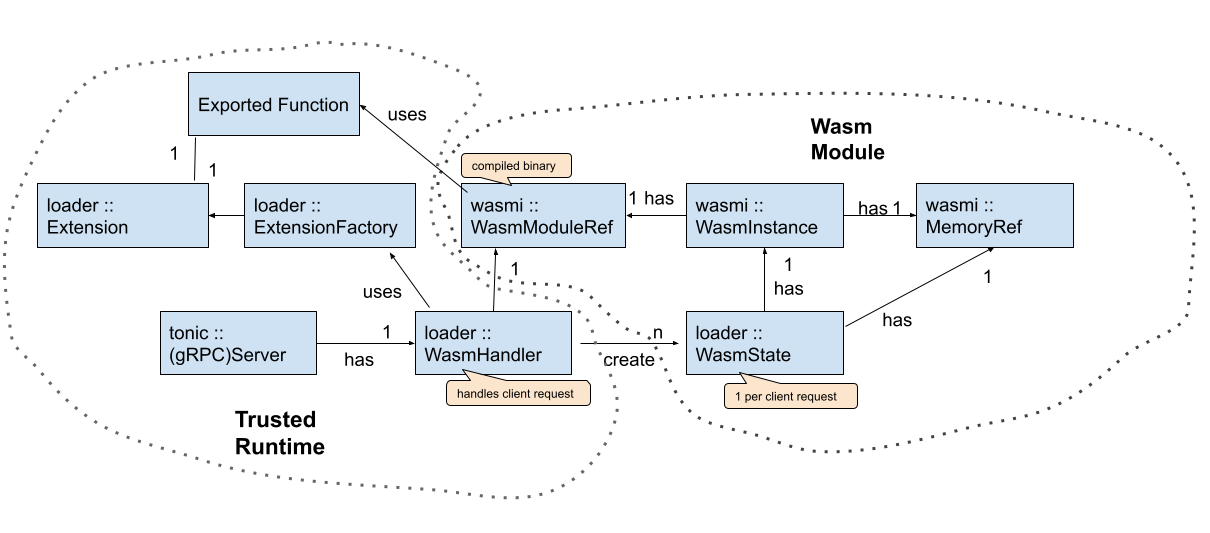 Exported Function
uses
Wasm
Module
1
1
compiled binary
loader ::
Extension
loader ::
ExtensionFactory
wasmi ::
WasmModuleRef
1 has
wasmi ::
WasmInstance
has 1
wasmi ::
MemoryRef
uses
1
1
has
1
has
tonic ::
(gRPC)Server
1
has
loader ::
WasmHandler
n
create
loader ::
WasmState
handles client request
1 per client request
Trusted
Runtime